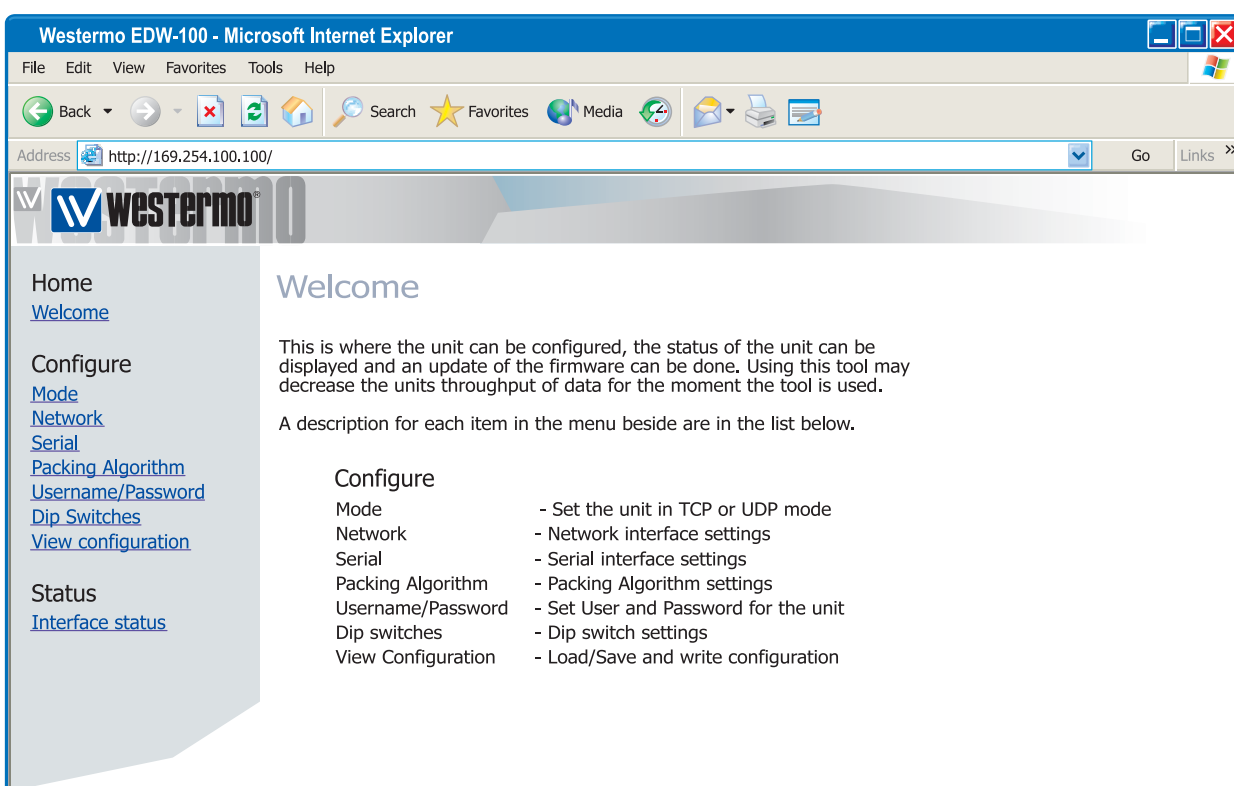 Westermo EDW-100 - Microsoft Internet Explorer
File Edit View Favorites Tools Help
Back Search Favorites Media
Address http://169.254.100.100/ Go Links »
westermo®
Home
Welcome
Configure
Mode
Network
Serial
Packing Algorithm
Username/Password
Dip Switches
View configuration
Status
Interface status
Welcome
This is where the unit can be configured, the status of the unit can be
displayed and an update of the firmware can be done. Using this tool may
decrease the units throughput of data for the moment the tool is used.
A description for each item in the menu beside are in the list below.
Configure
Mode - Set the unit in TCP or UDP mode
Network - Network interface settings
Serial - Serial interface settings
Packing Algorithm - Packing Algorithm settings
Username/Password - Set User and Password for the unit
Dip switches - Dip switch settings
View Configuration - Load/Save and write configuration